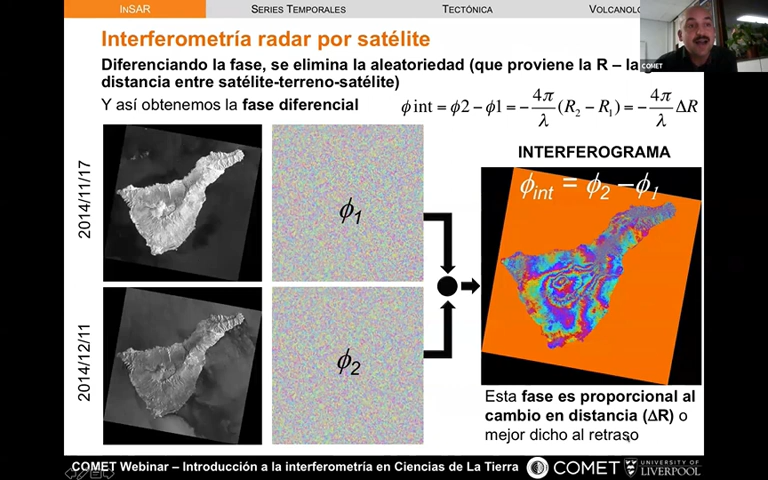 InSAR SERIES TEMPORALES TECTÓNICA
Interferometría radar por satélite
Diferenciando la fase, se elimina la aleatoriedad (que proviene la R – la
distancia entre satélite-terreno-satélite)
Y así obtenemos la fase diferencial
ϕ int = ϕ2 − ϕ1 = − 4π/λ (R₂ − R₁) = − 4π/λ ΔR
INTERFEROGRAMA
2014/11/17
ϕ₁
ϕint = ϕ₂ − ϕ₁
2014/12/11
ϕ₂
Esta fase es proporcional al
cambio en distancia (ΔR) o
mejor dicho al retraso
COMET
COMET Webinar – Introducción a la interferometría en Ciencias de La Tierra
COMET
UNIVERSITY OF
LIVERPOOL